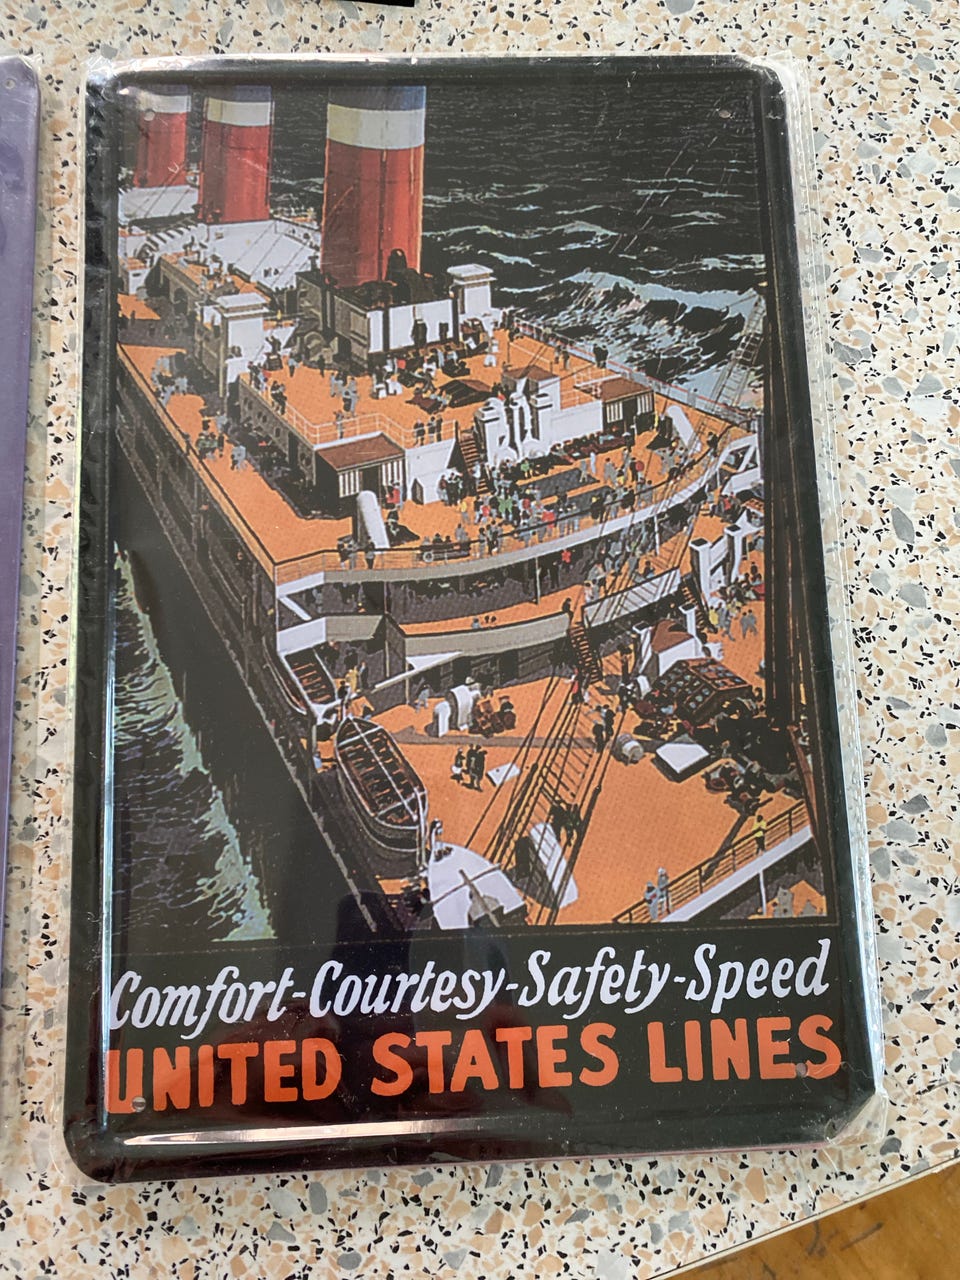 Comfort-Courtesy-Safety-Speed
UNITED STATES LINES